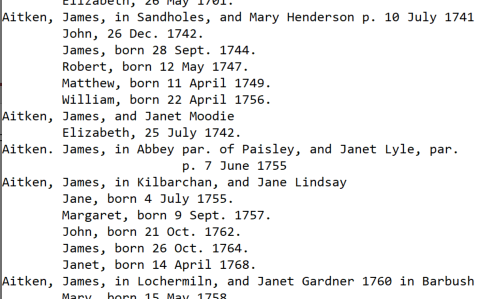 Elizabeth, 26 May 1701.
Aitken, James, in Sandholes, and Mary Henderson p. 10 July 1741
John, 26 Dec. 1742.
James, born 28 Sept. 1744.
Robert, born 12 May 1747.
Matthew, born 11 April 1749.
William, born 22 April 1756.
Aitken, James, and Janet Moodie
Elizabeth, 25 July 1742.
Aitken. James, in Abbey par. of Paisley, and Janet Lyle, par.
p. 7 June 1755
Aitken, James, in Kilbarchan, and Jane Lindsay
Jane, born 4 July 1755.
Margaret, born 9 Sept. 1757.
John, born 21 Oct. 1762.
James, born 26 Oct. 1764.
Janet, born 14 April 1768.
Aitken, James, in Lochermiln, and Janet Gardner 1760 in Barbush
Mary, born 15 May 1758